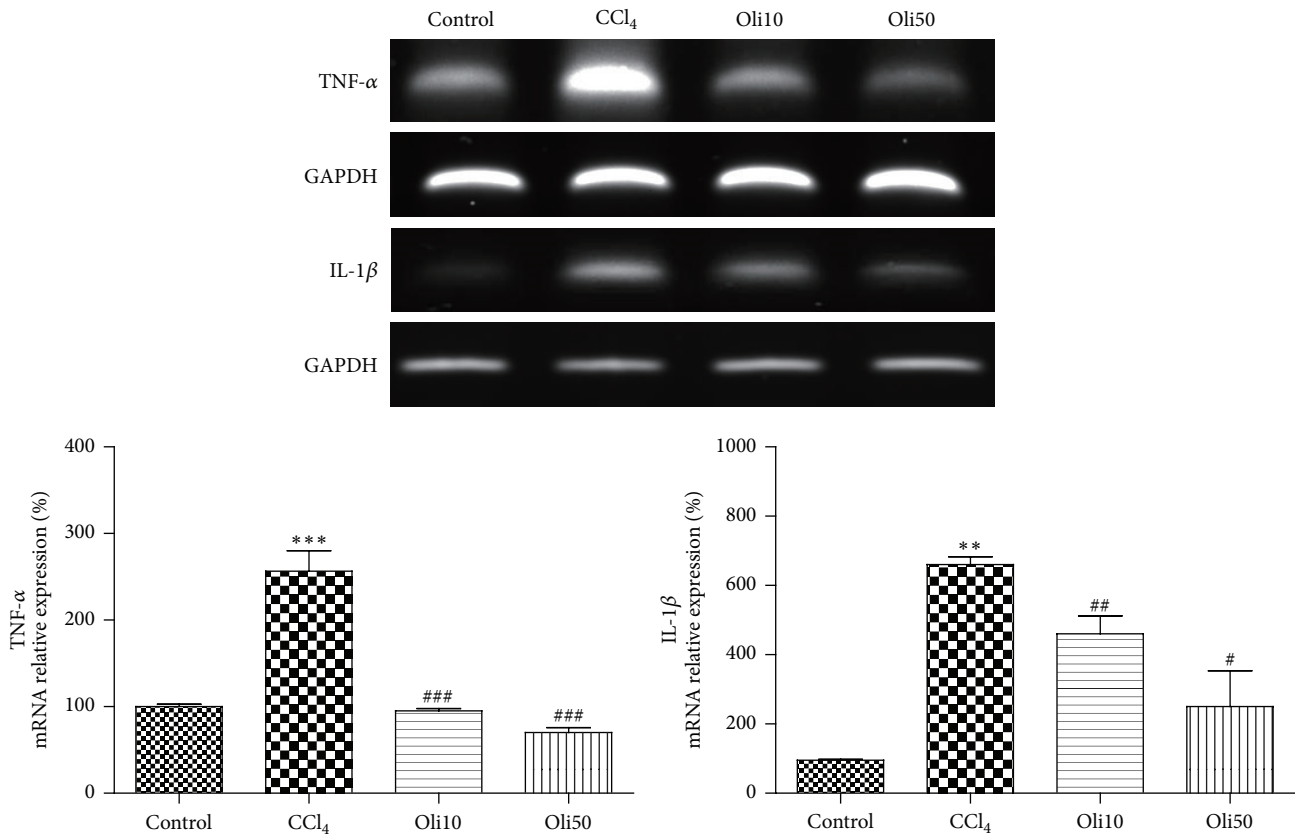 Control CCl₄ Oli10 Oli50
TNF-α
GAPDH
IL-1β
GAPDH
TNF-α
mRNA relative expression (%)
400
300
200
100
0
***
###
###
Control CCl₄ Oli10 Oli50
IL-1β
mRNA relative expression (%)
1000
800
600
400
200
0
**
##
#
Control CCl₄ Oli10 Oli50